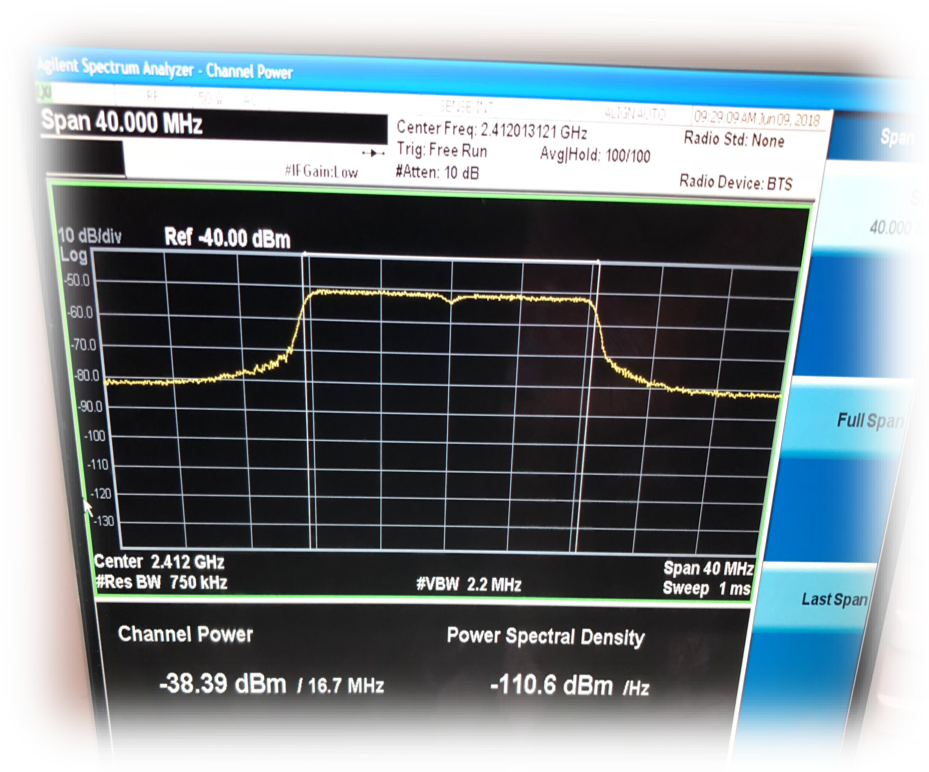 Agilent Spectrum Analyzer - Channel Power
RF 50 Ω AC SENSE:INT ALIGN AUTO 09:29:09 AM Jun 09, 2018
Span 40.000 MHz
Center Freq: 2.412013121 GHz
Radio Std: None
Trig: Free Run
Avg|Hold: 100/100
#IFGain:Low
#Atten: 10 dB
Radio Device: BTS
Span
40.000
10 dB/div
Ref -40.00 dBm
Log
-50.0
-60.0
-70.0
-80.0
-90.0
-100
-110
-120
-130
Full Span
Center 2.412 GHz
Span 40 MHz
#Res BW 750 kHz
#VBW 2.2 MHz
Sweep 1 ms
Last Span
Channel Power
Power Spectral Density
-38.39 dBm / 16.7 MHz
-110.6 dBm /Hz